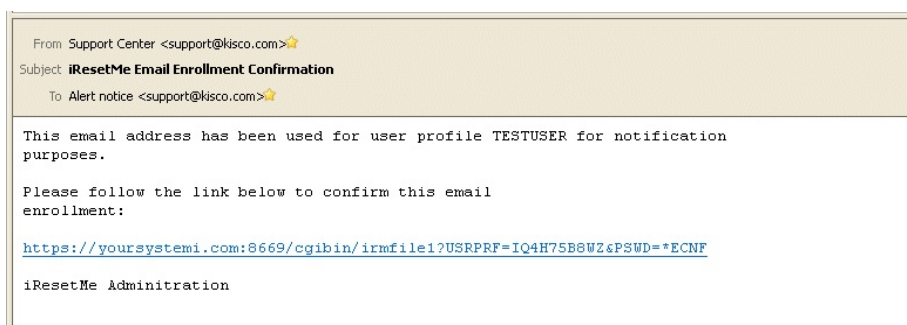 From Support Center <support@kisco.com>
Subject iResetMe Email Enrollment Confirmation
To Alert notice <support@kisco.com>
This email address has been used for user profile TESTUSER for notification
purposes.
Please follow the link below to confirm this email
enrollment:
https://yoursystemi.com:8669/cgibin/irmfile1?USRPRF=IQ4H75B8WZ&PSWD=*ECNF
iResetMe Adminitration